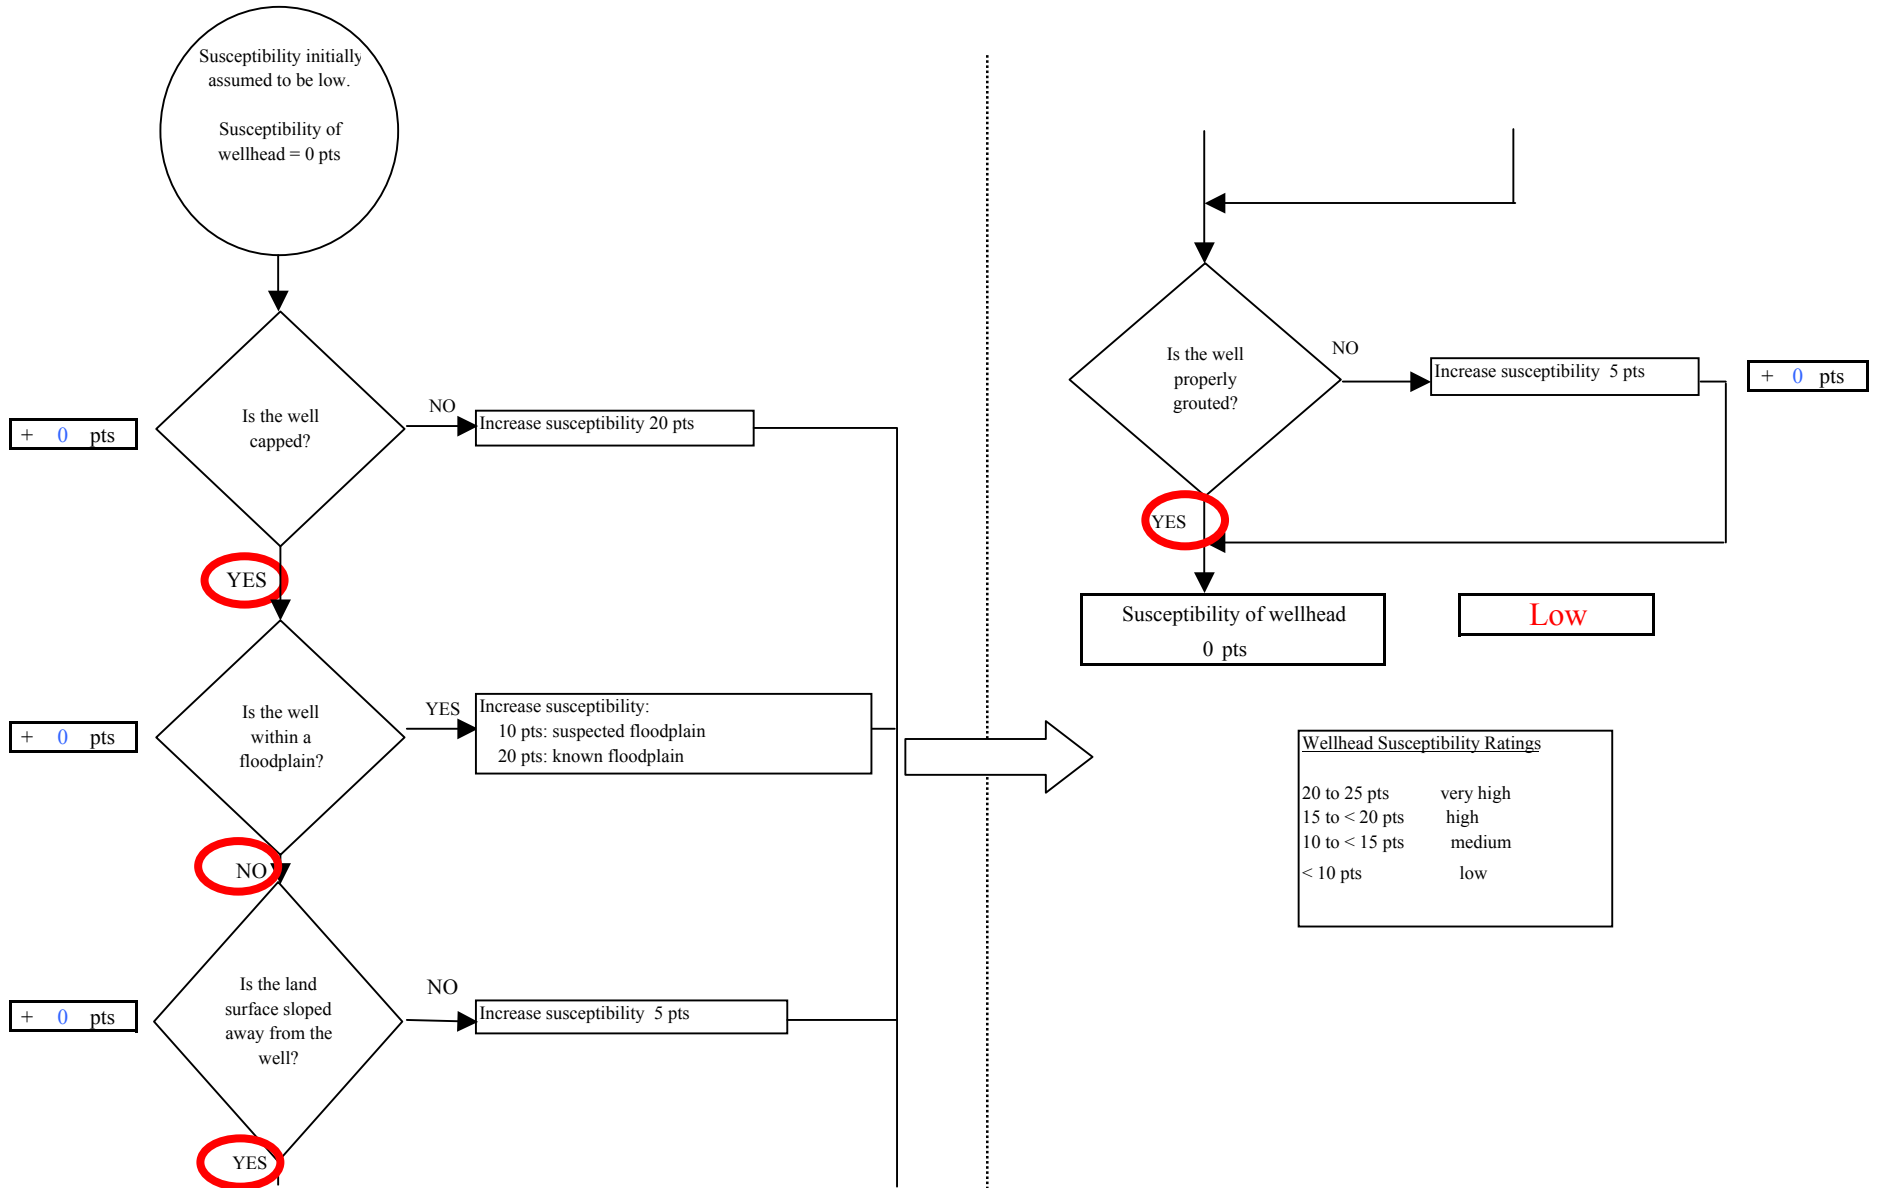 Susceptibility initially
assumed to be low.
Susceptibility of
wellhead = 0 pts
+ 0 pts
Is the well
capped?
NO
Increase susceptibility 20 pts
YES
+ 0 pts
Is the well
within a
floodplain?
YES
Increase susceptibility:
10 pts: suspected floodplain
20 pts: known floodplain
NO
+ 0 pts
Is the land
surface sloped
away from the
well?
NO
Increase susceptibility 5 pts
YES
Is the well
properly
grouted?
NO
Increase susceptibility 5 pts
+ 0 pts
YES
Susceptibility of wellhead
0 pts
Low
Wellhead Susceptibility Ratings
20 to 25 pts very high
15 to < 20 pts high
10 to < 15 pts medium
< 10 pts low